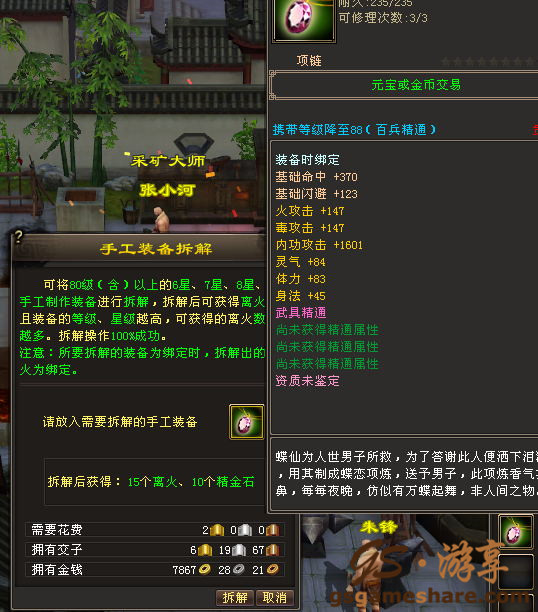 耐久:235/235
可修理次数:3/3
项链
元宝或金币交易
携带等级降至88(百兵精通)
装备时绑定
基础命中 +370
基础闪避 +123
火攻击 +147
毒攻击 +147
内功攻击 +1601
灵气 +84
体力 +83
身法 +45
武具精通
尚未获得精通属性
尚未获得精通属性
尚未获得精通属性
资质未鉴定
蝶仙为人世男子所救,为了答谢此人便洒下泪
,用其制成蝶恋项炼,送予男子,此项炼香气
鼻,每每夜晚,仿似有万蝶起舞,非人间之物
采矿大师
张小河
?
手工装备拆解
可将80级(含)以上的6星、7星、8星、
手工制作装备进行拆解,拆解后可获得离火
且装备的等级、星级越高,可获得的离火数
越多。拆解操作100%成功。
注意:所要拆解的装备为绑定时,拆解出的
火为绑定。
请放入需要拆解的手工装备
拆解后获得: 15个离火、10个精金石
需要花费 2 0 0
拥有交子 6 19 67
拥有金钱 7867 28 21
拆解 取消
朱锋
GS·游享
gsgameshare.com